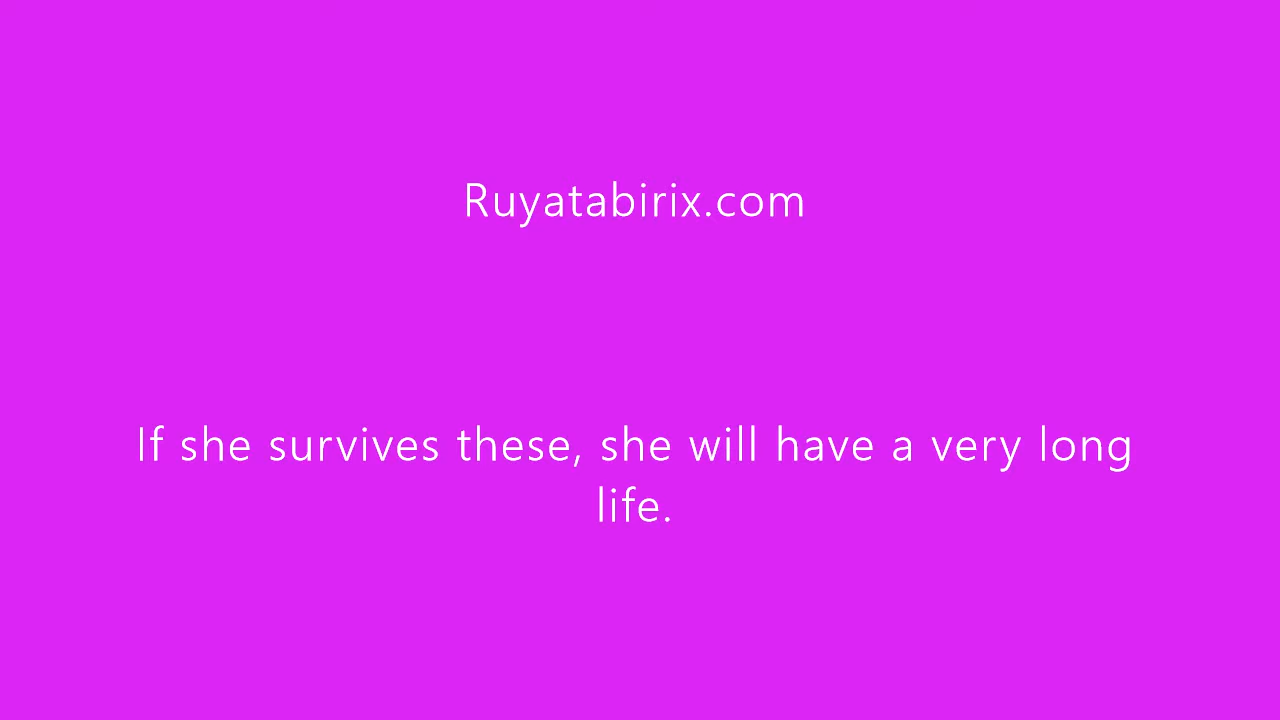 Ruyatabirix.com
If she survives these, she will have a very long
life.